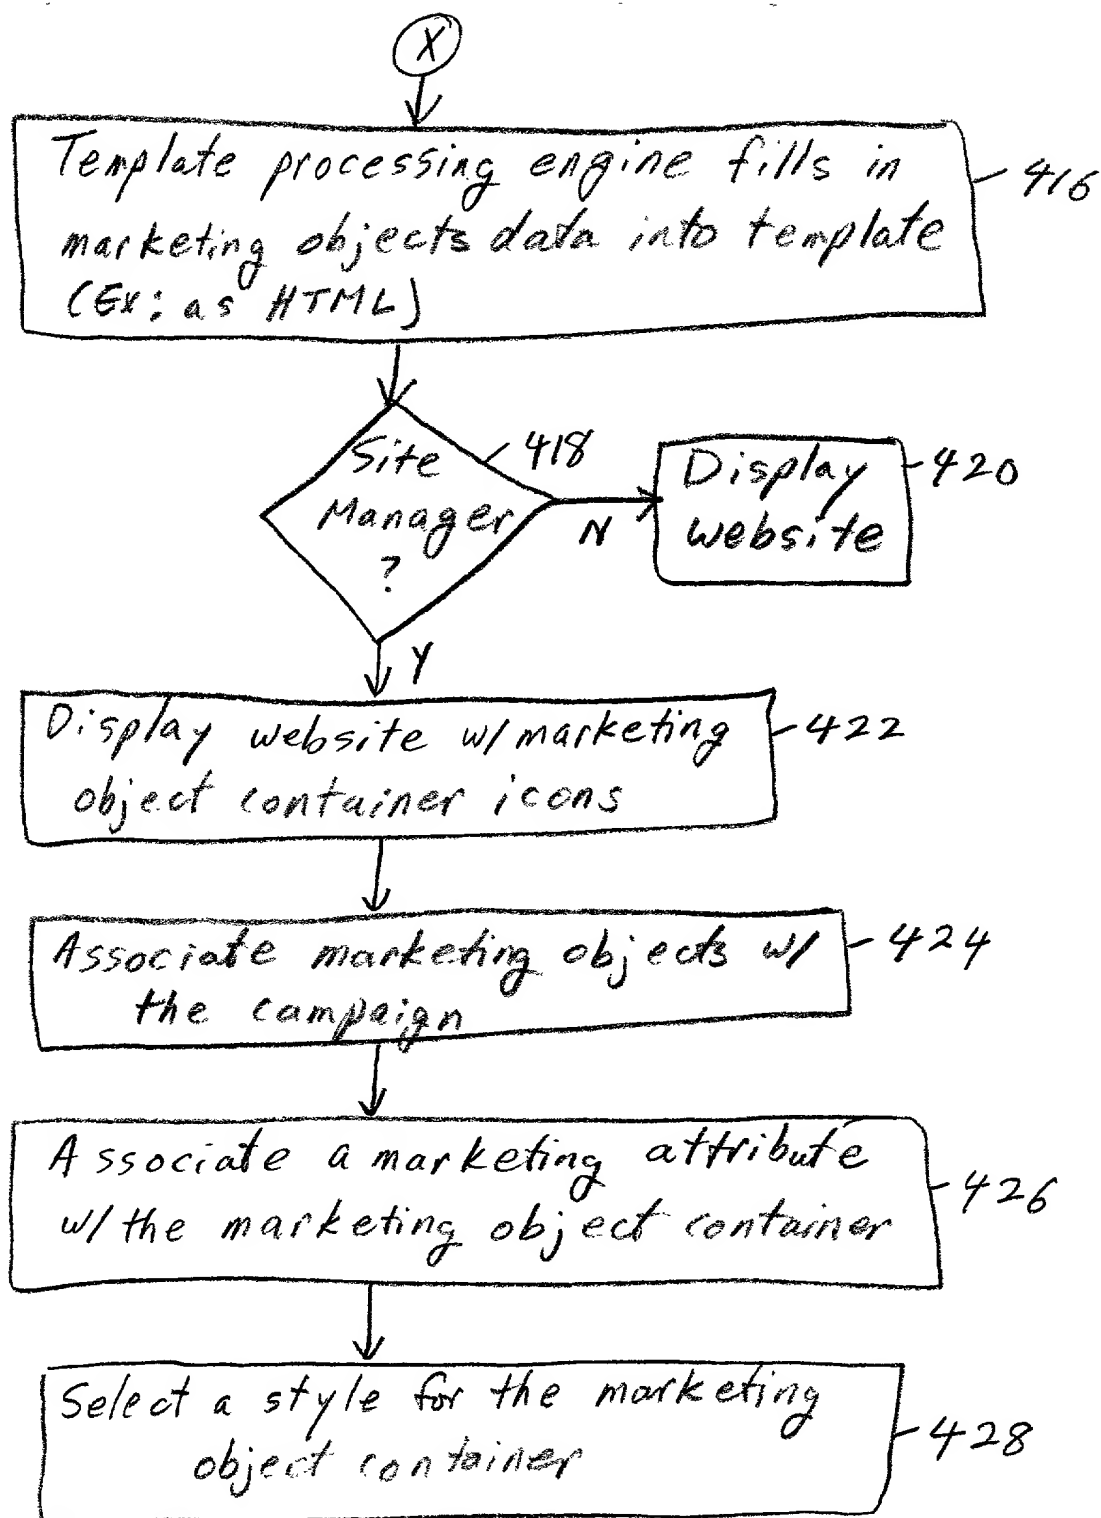 X
Template processing engine fills in
416
marketing objects data into template
(Ex: as HTML)
Site
418
Manager
?
N
Display
420
website
Y
Display website w/ marketing
422
object container icons
Associate marketing objects w/
424
the campaign
Associate a marketing attribute
426
w/ the marketing object container
Select a style for the marketing
428
object container